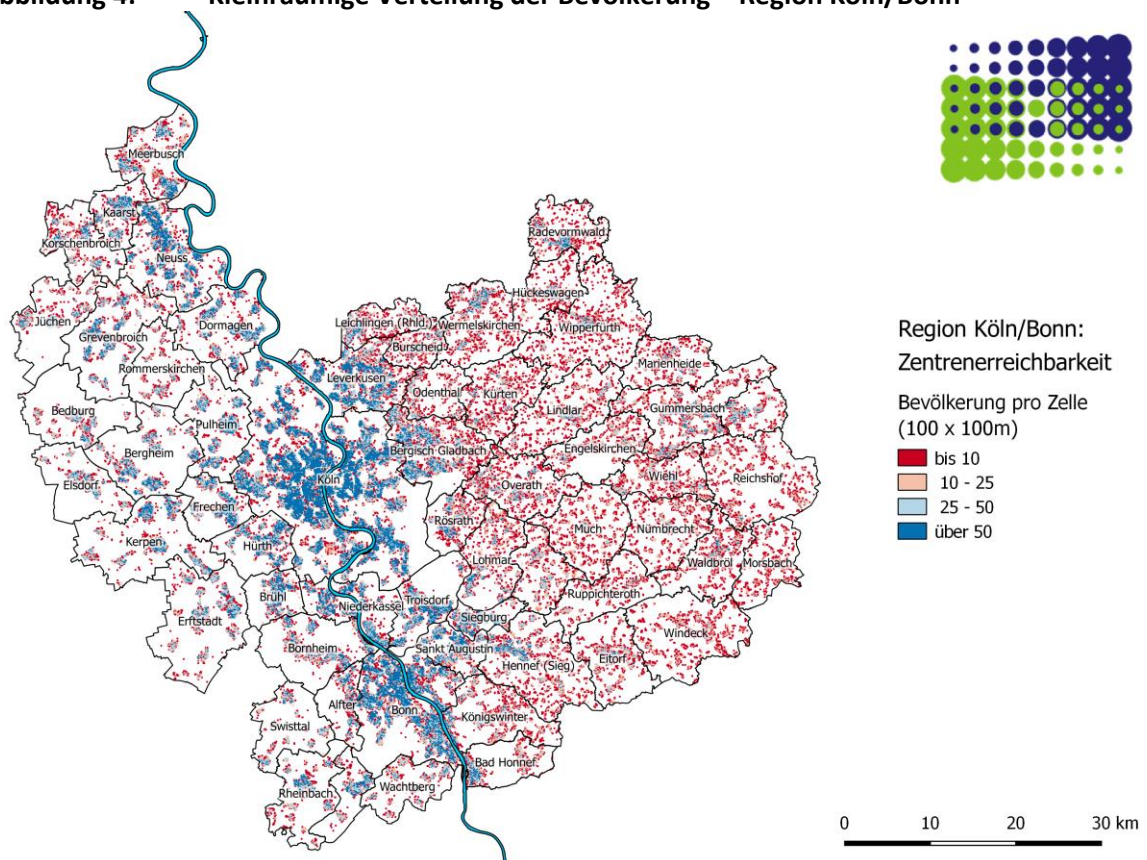 bbildung 4: Kleinräumige Verteilung der Bevölkerung – Region Köln/Bonn
Meerbusch
Kaarst
Korschenbroich
Neuss
Radevormwald
Hückeswagen
Jüchen
Dormagen
Leichlingen (Rhld.)
Wermelskirchen
Wipperfürth
Grevenbroich
Burscheid
Rommerskirchen
Marienheide
Leverkusen
Odenthal
Kürten
Lindlar
Gummersbach
Bedburg
Pulheim
Bergheim
Bergisch Gladbach
Engelskirchen
Elsdorf
Köln
Overath
Wiehl
Reichshof
Frechen
Rösrath
Much
Nümbrecht
Kerpen
Hürth
Lohmar
Waldbröl
Morsbach
Brühl
Niederkassel
Troisdorf
Ruppichteroth
Erftstadt
Siegburg
Windeck
Bornheim
Sankt Augustin
Hennef (Sieg)
Eitorf
Alfter
Bonn
Königswinter
Swisttal
Bad Honnef
Rheinbach
Wachtberg
Region Köln/Bonn:
Zentrenerreichbarkeit
Bevölkerung pro Zelle
(100 x 100m)
bis 10
10 - 25
25 - 50
über 50
0 10 20 30 km